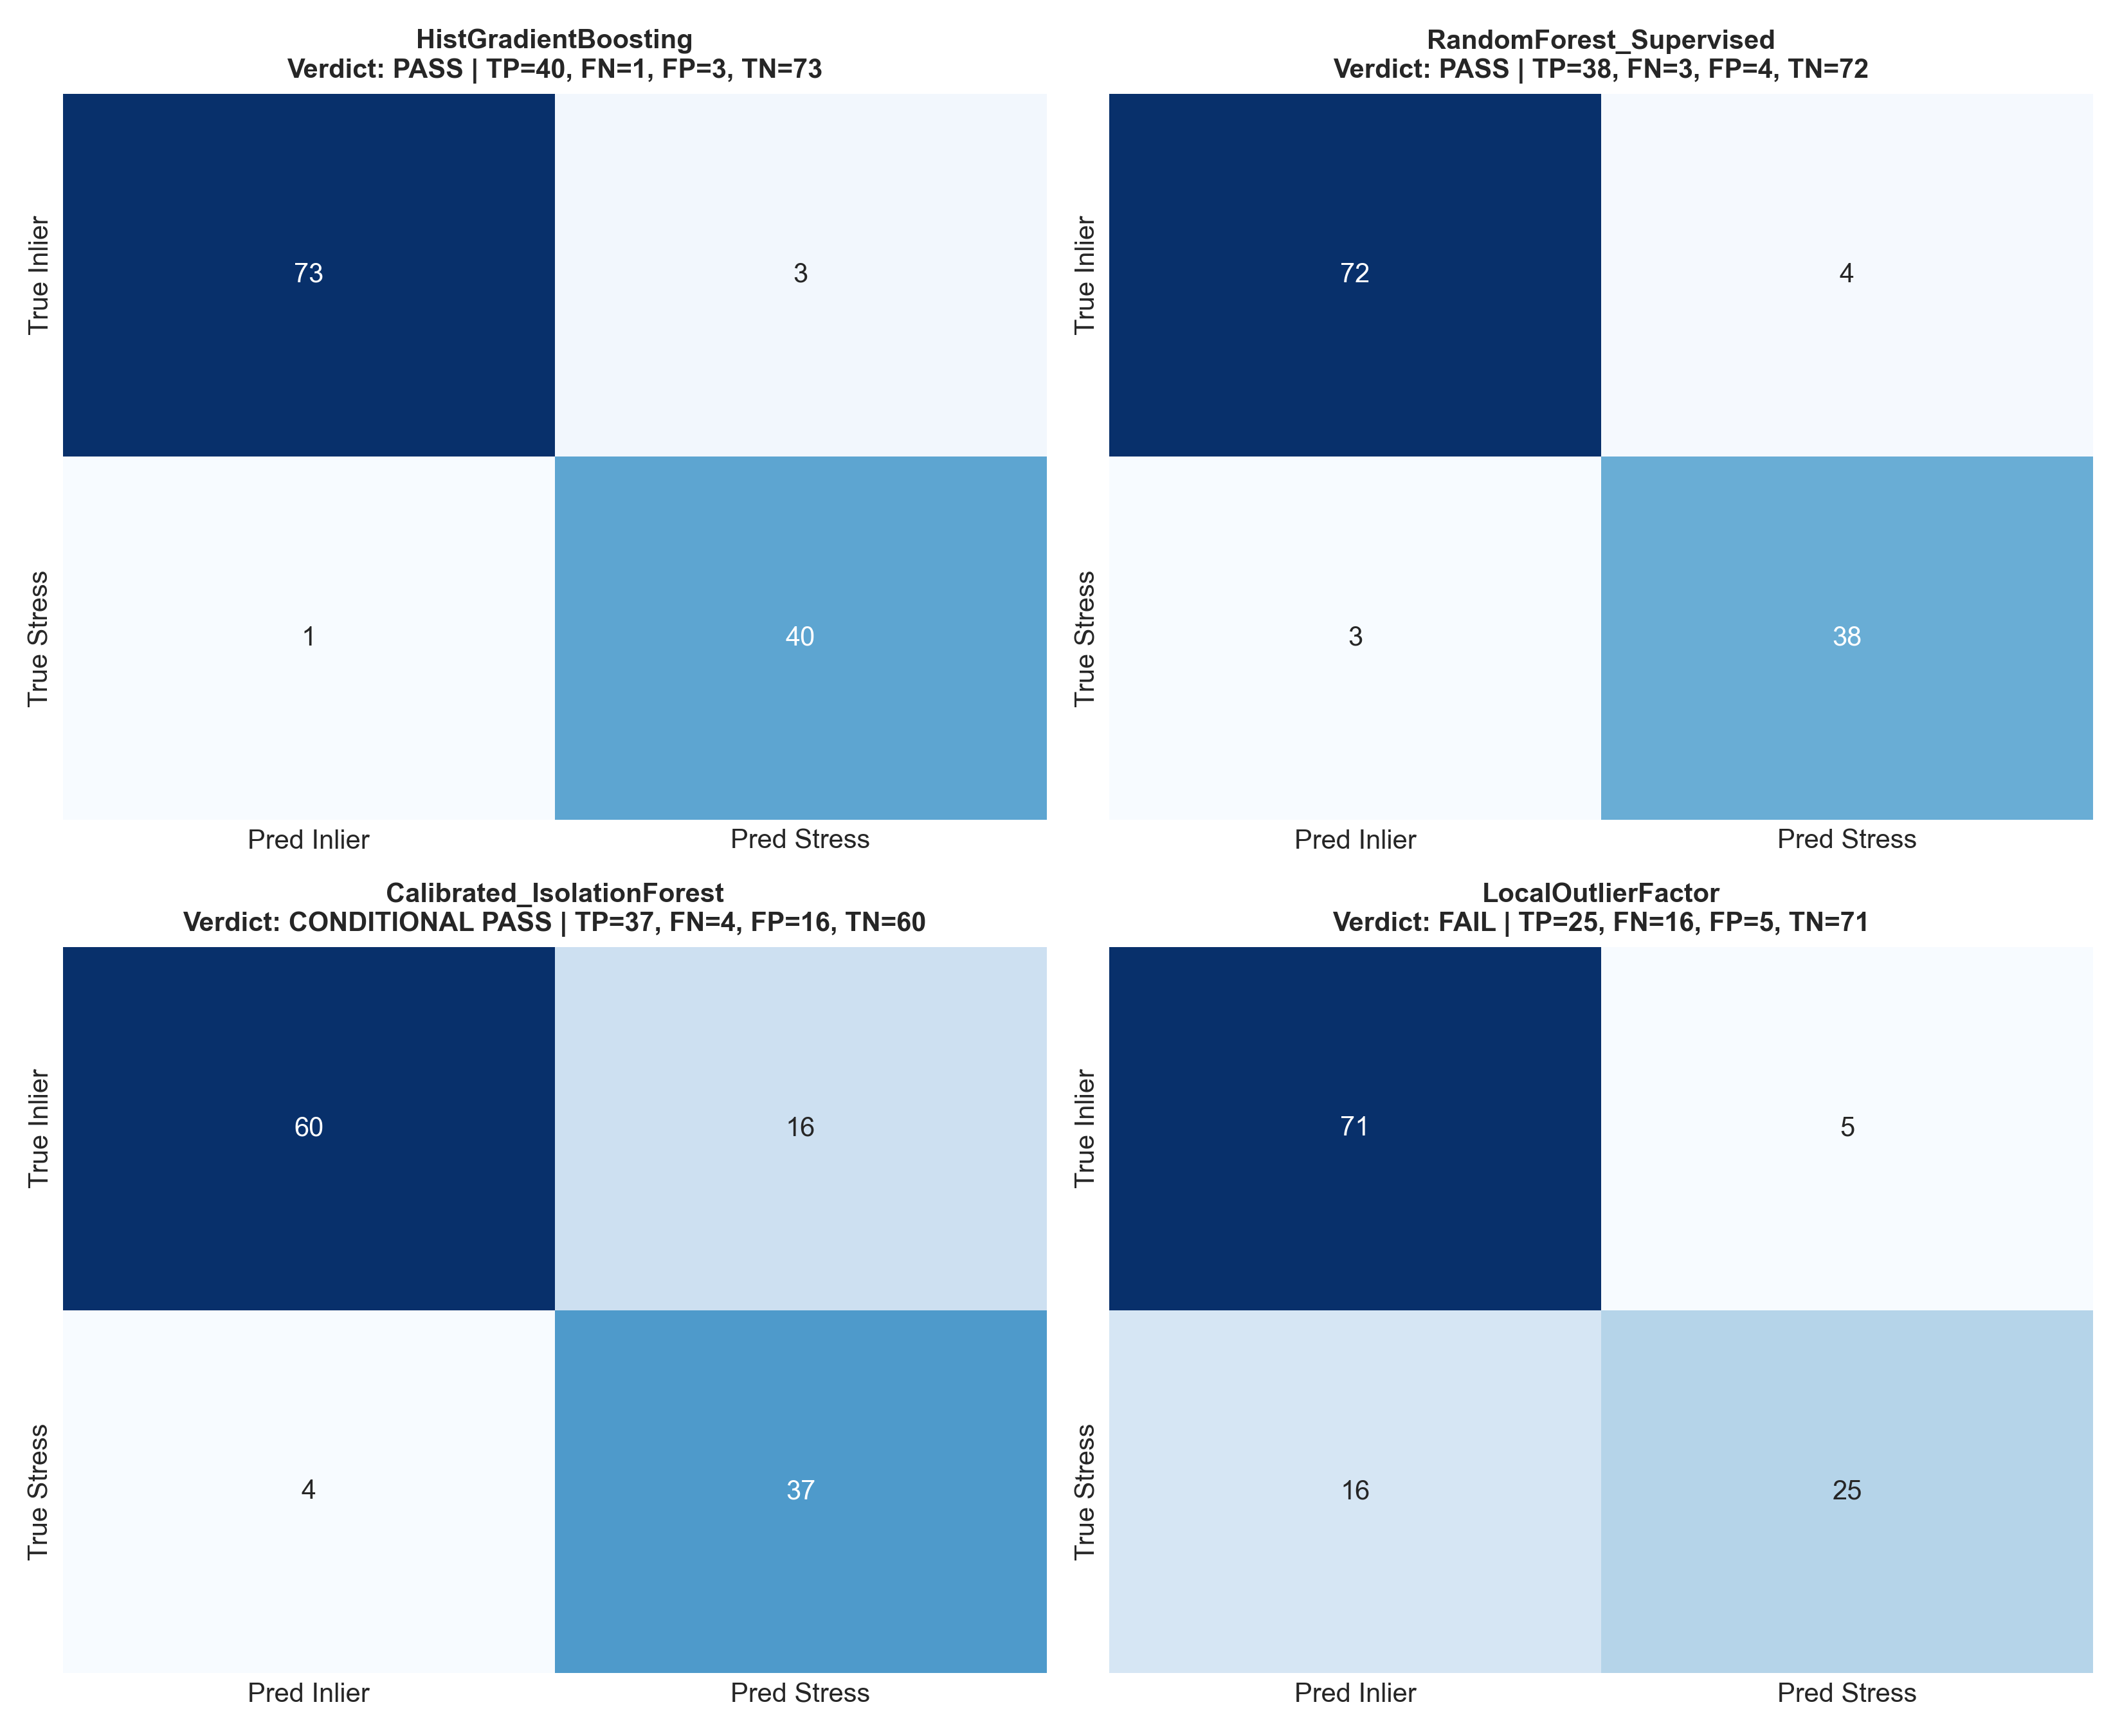 HistGradientBoosting
Verdict: PASS | TP=40, FN=1, FP=3, TN=73
True Inlier
73
3
True Stress
1
40
Pred Inlier
Pred Stress
RandomForest_Supervised
Verdict: PASS | TP=38, FN=3, FP=4, TN=72
True Inlier
72
4
True Stress
3
38
Pred Inlier
Pred Stress
Calibrated_IsolationForest
Verdict: CONDITIONAL PASS | TP=37, FN=4, FP=16, TN=60
True Inlier
60
16
True Stress
4
37
Pred Inlier
Pred Stress
LocalOutlierFactor
Verdict: FAIL | TP=25, FN=16, FP=5, TN=71
True Inlier
71
5
True Stress
16
25
Pred Inlier
Pred Stress